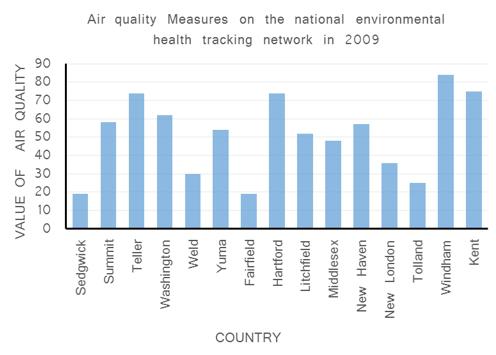 Air quality Measures on the national environmental
health tracking network in 2009
VALUE OF AIR QUALITY
90
80
70
60
50
40
30
20
10
0
Sedgwick
Summit
Teller
Washington
Weld
Yuma
Fairfield
Hartford
Litchfield
Middlesex
New Haven
New London
Tolland
Windham
Kent
COUNTRY